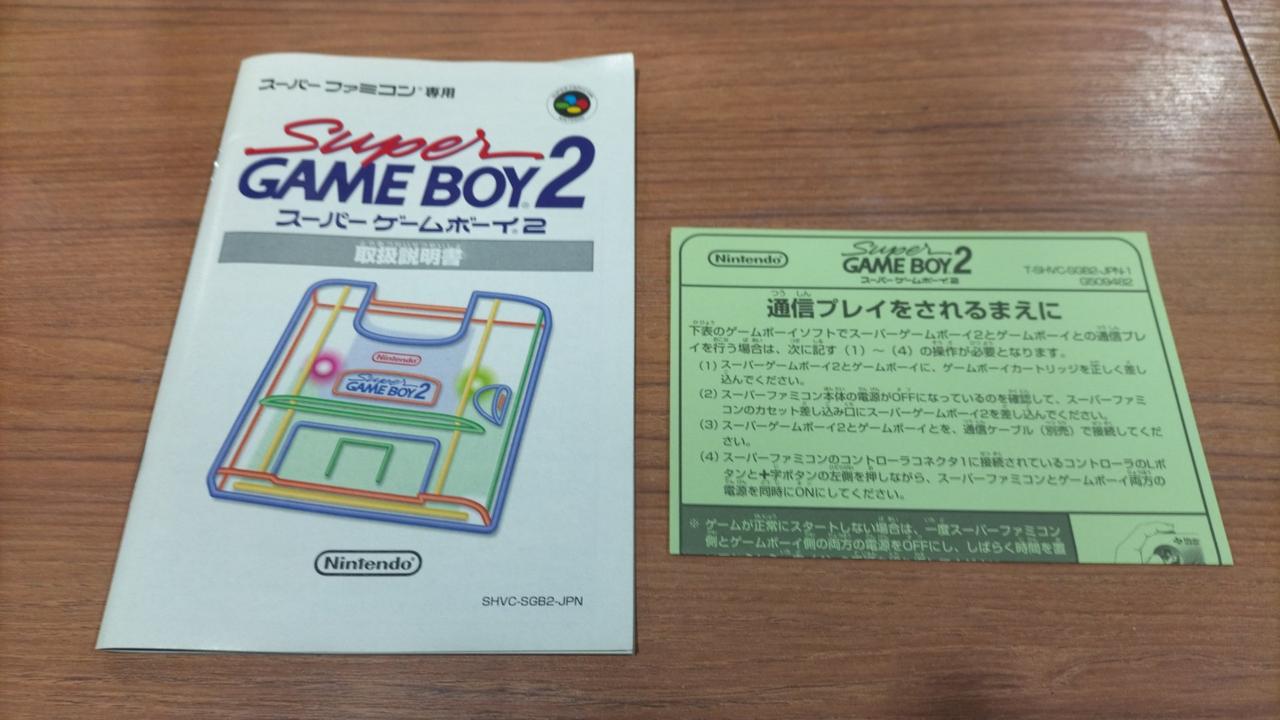 スーパーファミコン®専用
Super
GAME BOY®2
スーパーゲームボーイ®2
取扱説明書
Nintendo
Super
GAME BOY2
Nintendo®
SHVC-SGB2-JPN
Nintendo®
Super
GAME BOY®2
スーパーゲームボーイ®2
T-SHVC-SGB2-JPN-1
G509482
通信プレイをされるまえに
下表のゲームボーイソフトでスーパーゲームボーイ2とゲームボーイとの通信プレ
イを行う場合は、次に記す（1）～（4）の操作が必要となります。
（1）スーパーゲームボーイ2とゲームボーイに、ゲームボーイカートリッジを正しく差し
込んでください。
（2）スーパーファミコン本体の電源がOFFになっているのを確認して、スーパーファミ
コンのカセット差し込み口にスーパーゲームボーイ2を差し込んでください。
（3）スーパーゲームボーイ2とゲームボーイとを、通信ケーブル（別売）で接続してくだ
さい。
（4）スーパーファミコンのコントローラコネクタ1に接続されているコントローラのLボ
タンと✚字ボタンの左側を押しながら、スーパーファミコンとゲームボーイ両方の
電源を同時にONにしてください。
※ ゲームが正常にスタートしない場合は、一度スーパーファミコン
側とゲームボーイ側の両方の電源をOFFにし、しばらく時間を置